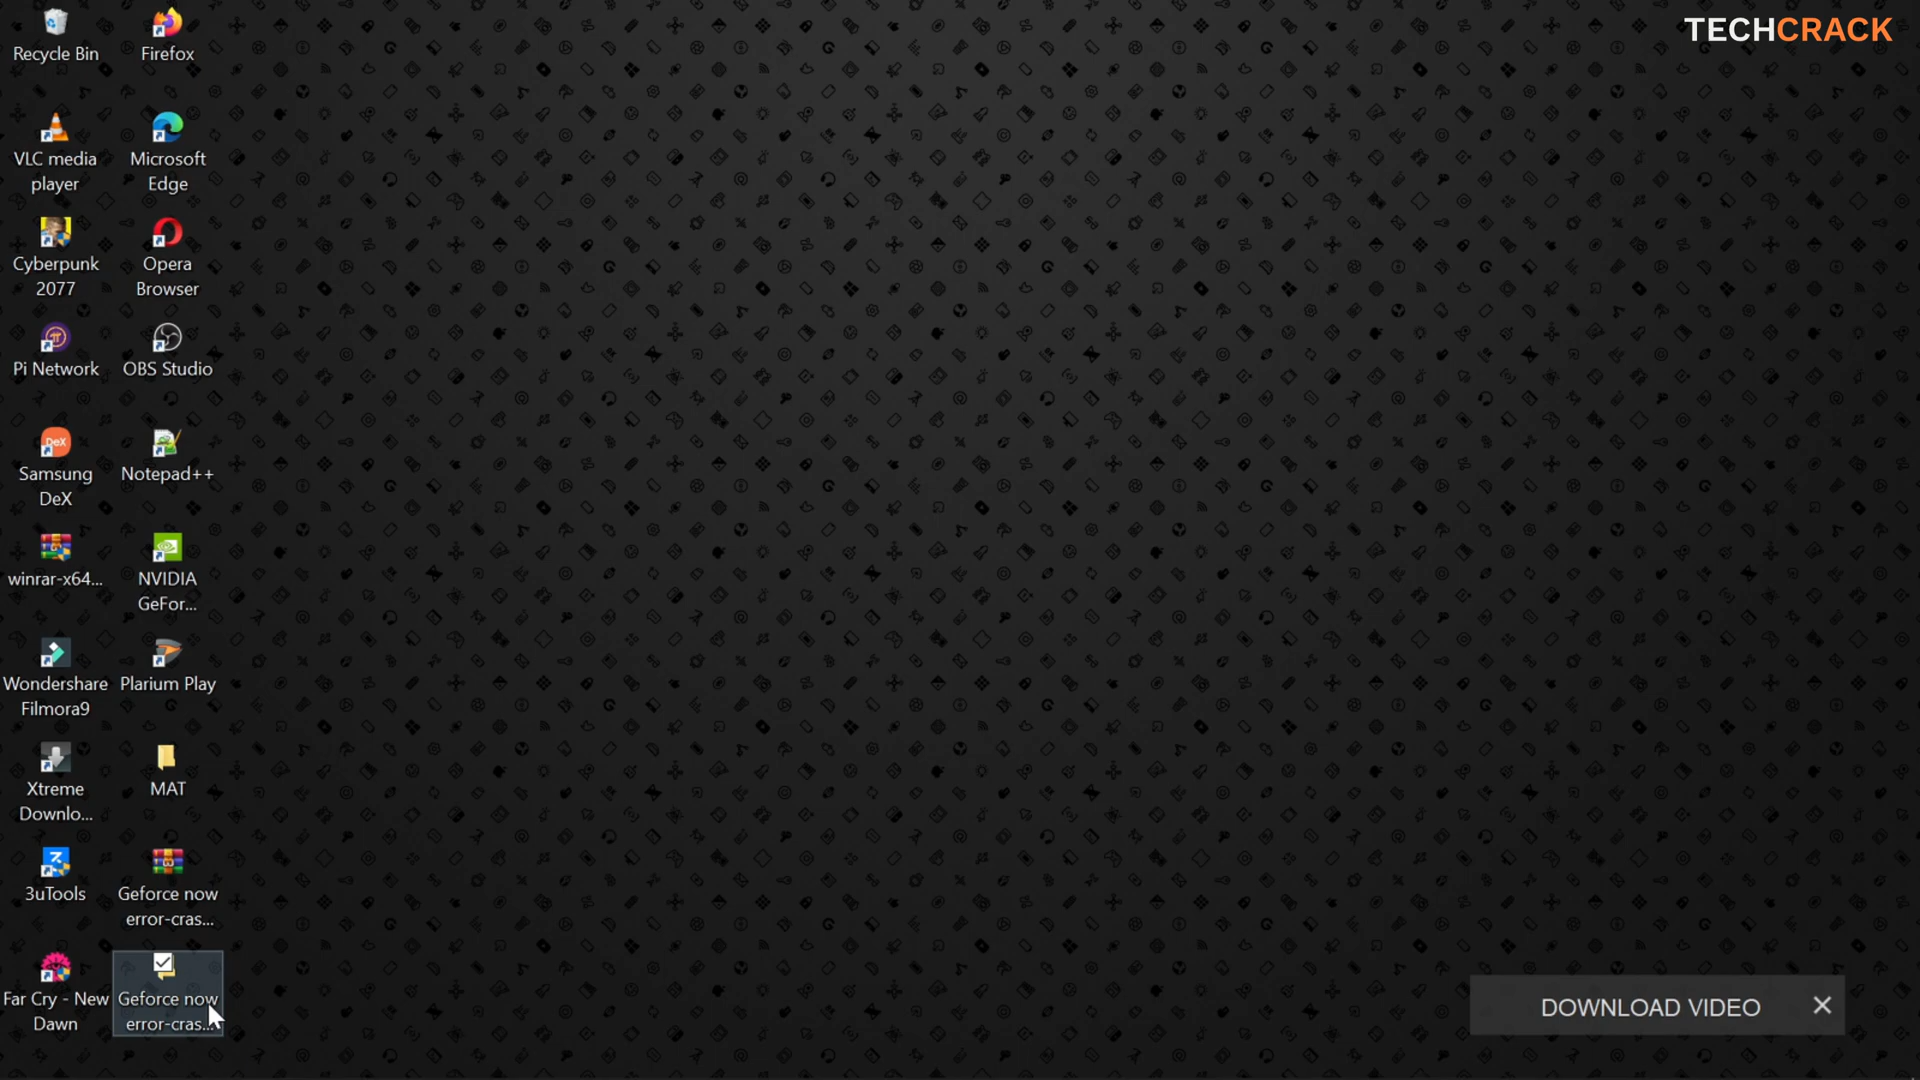 TECHCRACK
Recycle Bin
Firefox
VLC media
player
Microsoft
Edge
Cyberpunk
2077
Opera
Browser
Pi Network
OBS Studio
Samsung
DeX
Notepad++
winrar-x64...
NVIDIA
GeFor...
Wondershare
Filmora9
Plarium Play
Xtreme
Downlo...
MAT
3uTools
Geforce now
error-cras...
Far Cry - New
Dawn
Geforce now
error-cras...
DOWNLOAD VIDEO